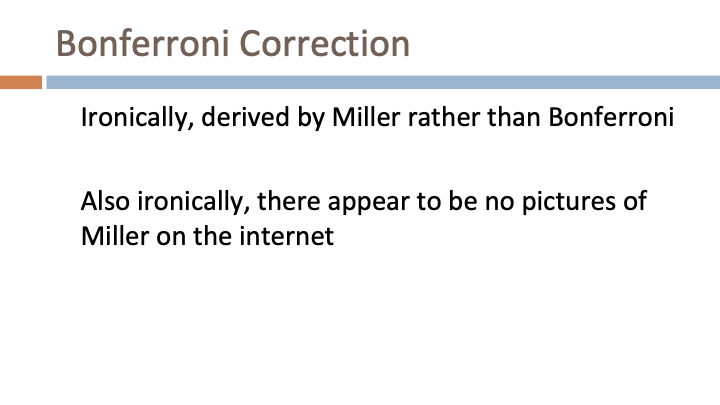 Bonferroni Correction
Ironically, derived by Miller rather than Bonferroni
Also ironically, there appear to be no pictures of
Miller on the internet